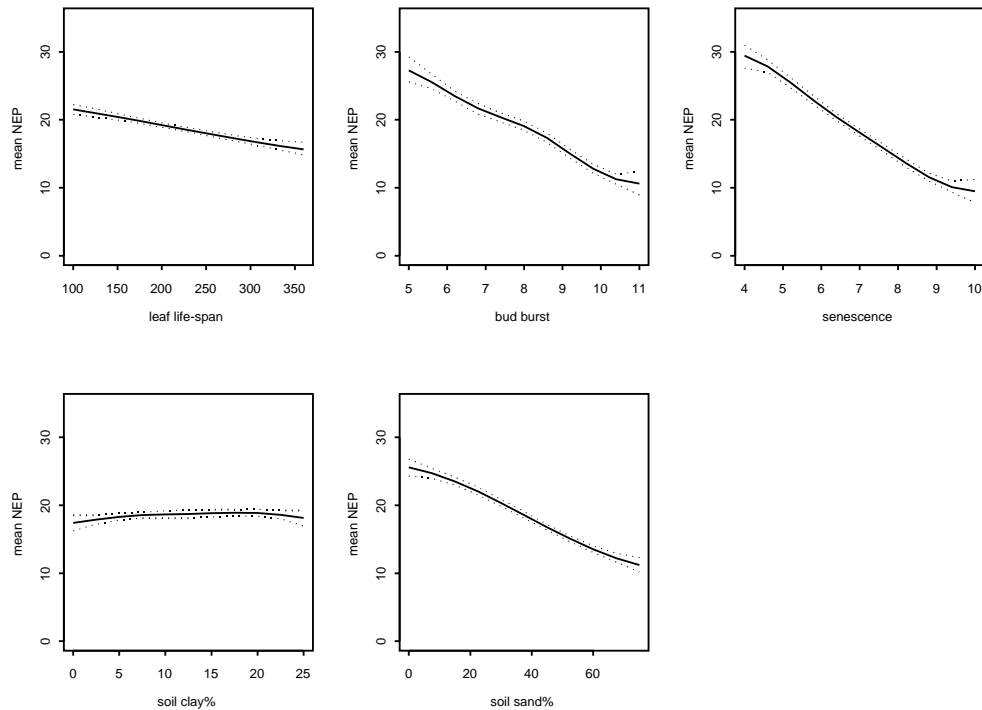 mean NEP
0 10 20 30
100 150 200 250 300 350
leaf life-span
mean NEP
0 10 20 30
5 6 7 8 9 10 11
bud burst
mean NEP
0 10 20 30
4 5 6 7 8 9 10
senescence
mean NEP
0 10 20 30
0 5 10 15 20 25
soil clay%
mean NEP
0 10 20 30
0 20 40 60
soil sand%